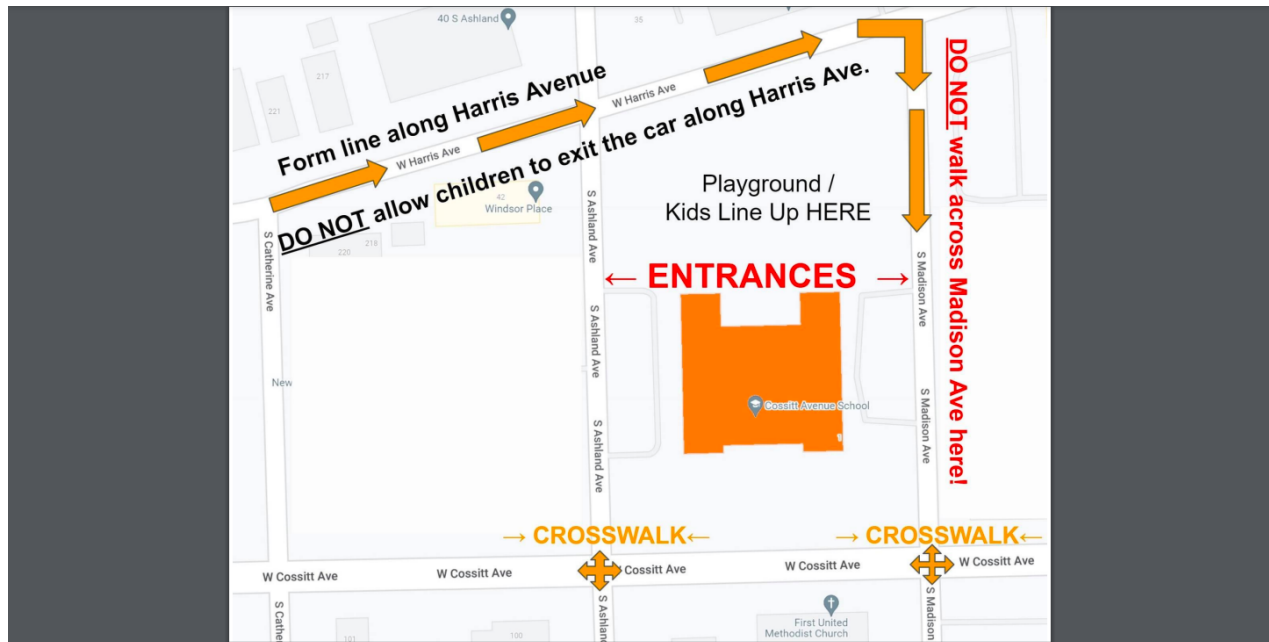 40 S Ashland
35
217
221
Form line along Harris Avenue
W Harris Ave
W Harris Ave
DO NOT allow children to exit the car along Harris Ave.
DO NOT walk across Madison Ave here!
42
Windsor Place
218
220
Playground /
Kids Line Up HERE
S Catherine Ave
S Ashland Ave
S Ashland Ave
S Ashland Ave
← ENTRANCES →
S Madison Ave
S Madison Ave
New
Cossitt Avenue School
→ CROSSWALK←
→ CROSSWALK←
W Cossitt Ave
W Cossitt Ave
Cossitt Ave
W Cossitt Ave
W Cossitt Ave
S Cathe
S Ashland
S Madison
101
100
First United
Methodist Church